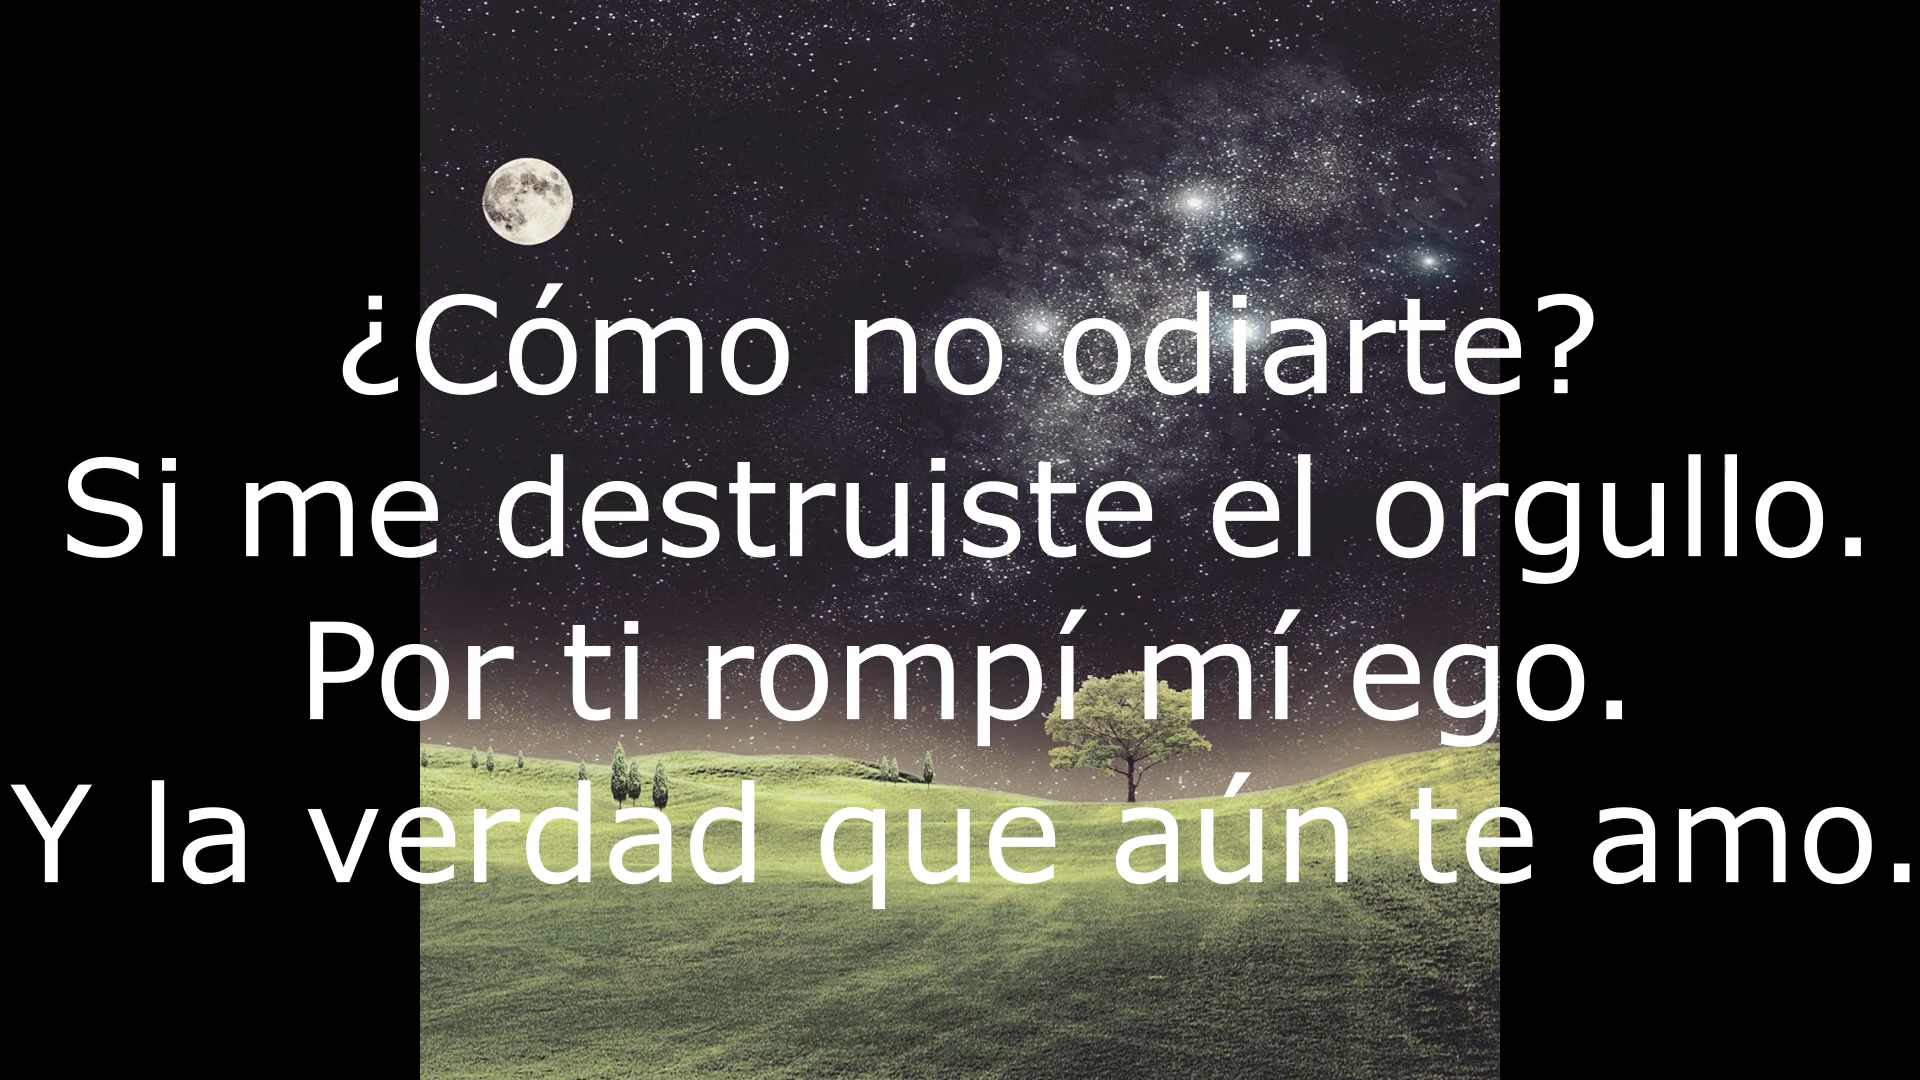 ¿Cómo no odiarte?
Si me destruiste el orgullo.
Por ti rompí mí ego.
Y la verdad que aún te amo.